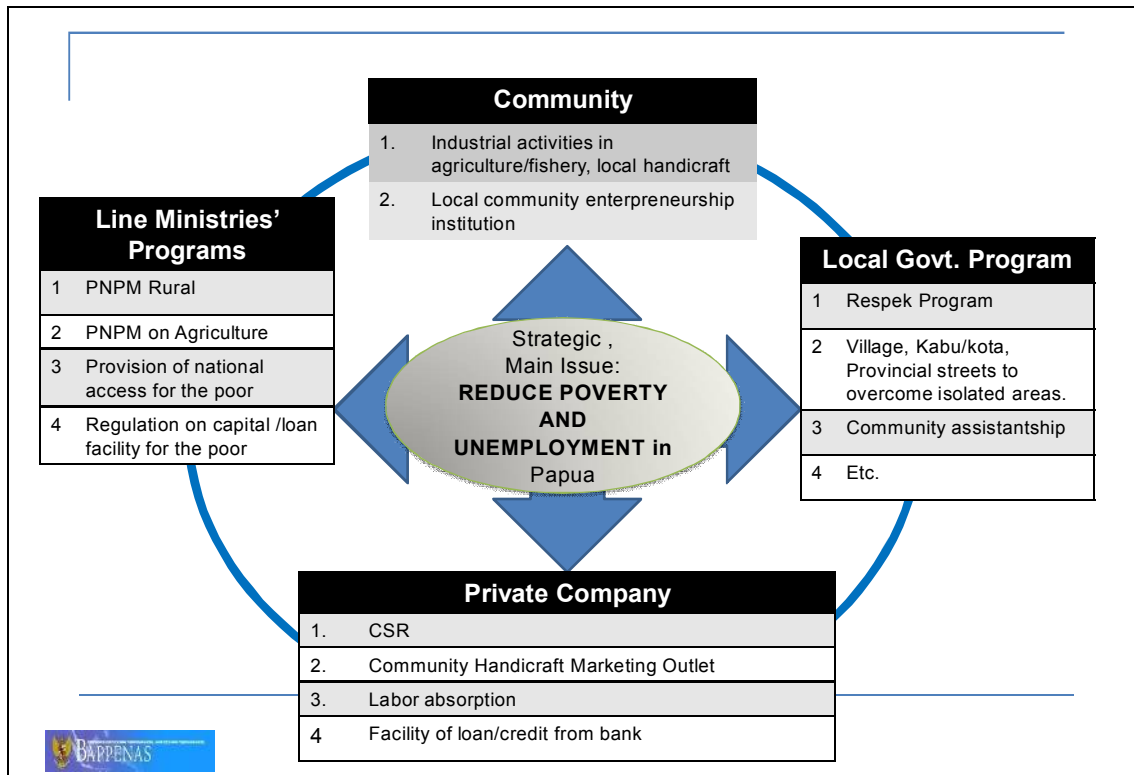 Community
1. Industrial activities in
agriculture/fishery, local handicraft
2. Local community enterpreneurship
institution
Line Ministries’
Programs
1 PNPM Rural
2 PNPM on Agriculture
3 Provision of national
access for the poor
4 Regulation on capital /loan
facility for the poor
Strategic ,
Main Issue:
REDUCE POVERTY
AND
UNEMPLOYMENT in
Papua
Local Govt. Program
1 Respek Program
2 Village, Kabu/kota,
Provincial streets to
overcome isolated areas.
3 Community assistantship
4 Etc.
Private Company
1. CSR
2. Community Handicraft Marketing Outlet
3. Labor absorption
4 Facility of loan/credit from bank
BAPPENAS